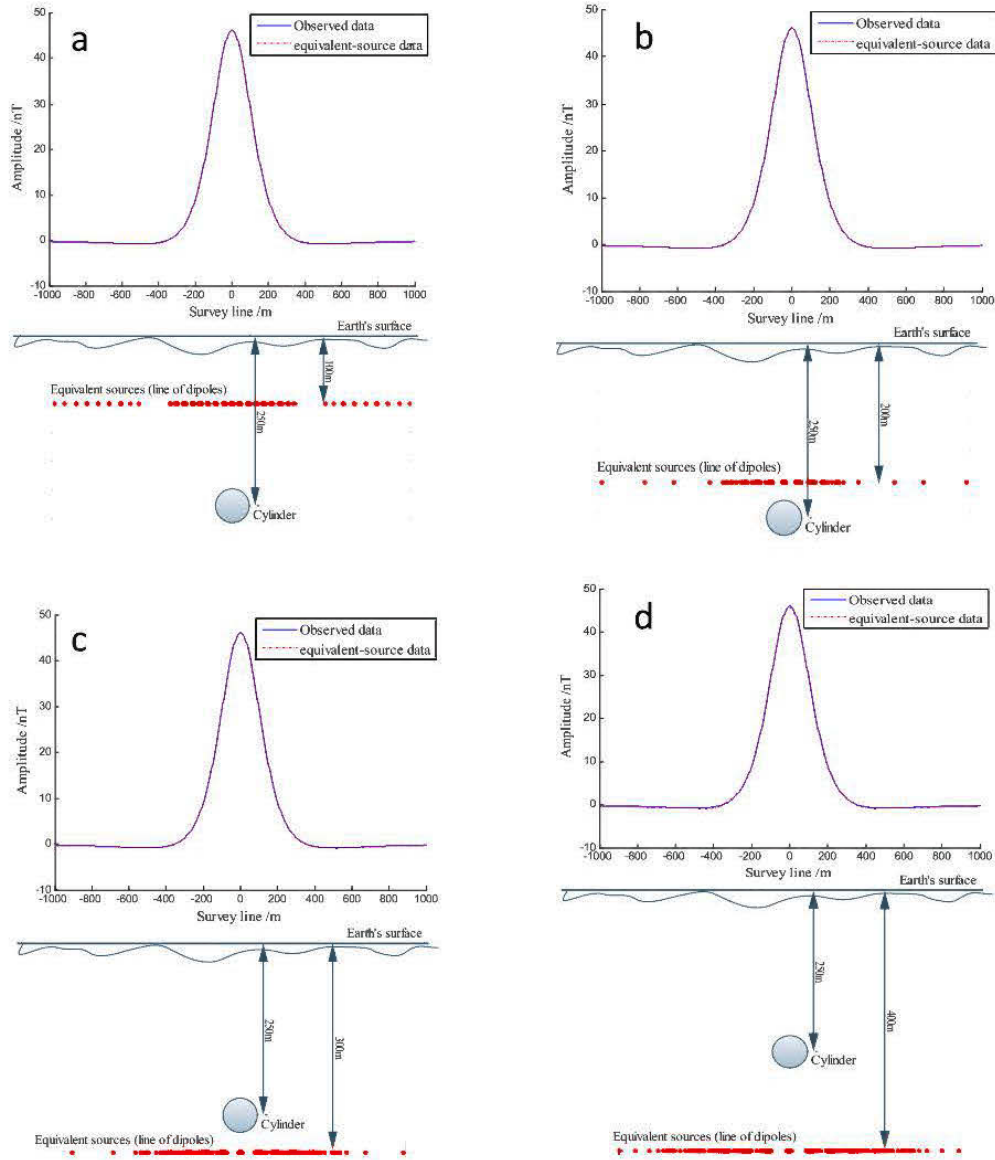 a
Observed data
equivalent-source data
Amplitude /nT
50
40
30
20
10
0
-10
-1000 -800 -600 -400 -200 0 200 400 600 800 1000
Survey line /m
Earth's surface
100m
Equivalent sources (line of dipoles)
250m
Cylinder
b
Observed data
equivalent-source data
Amplitude /nT
50
40
30
20
10
0
-10
-1000 -800 -600 -400 -200 0 200 400 600 800 1000
Survey line /m
Earth's surface
200m
250m
Equivalent sources (line of dipoles)
Cylinder
c
Observed data
equivalent-source data
Amplitude /nT
50
40
30
20
10
0
-10
-1000 -800 -600 -400 -200 0 200 400 600 800 1000
Survey line /m
Earth's surface
250m
300m
Cylinder
Equivalent sources (line of dipoles)
d
Observed data
equivalent-source data
Amplitude /nT
50
40
30
20
10
0
-10
-1000 -800 -600 -400 -200 0 200 400 600 800 1000
Survey line /m
Earth's surface
250m
400m
Cylinder
Equivalent sources (line of dipoles)